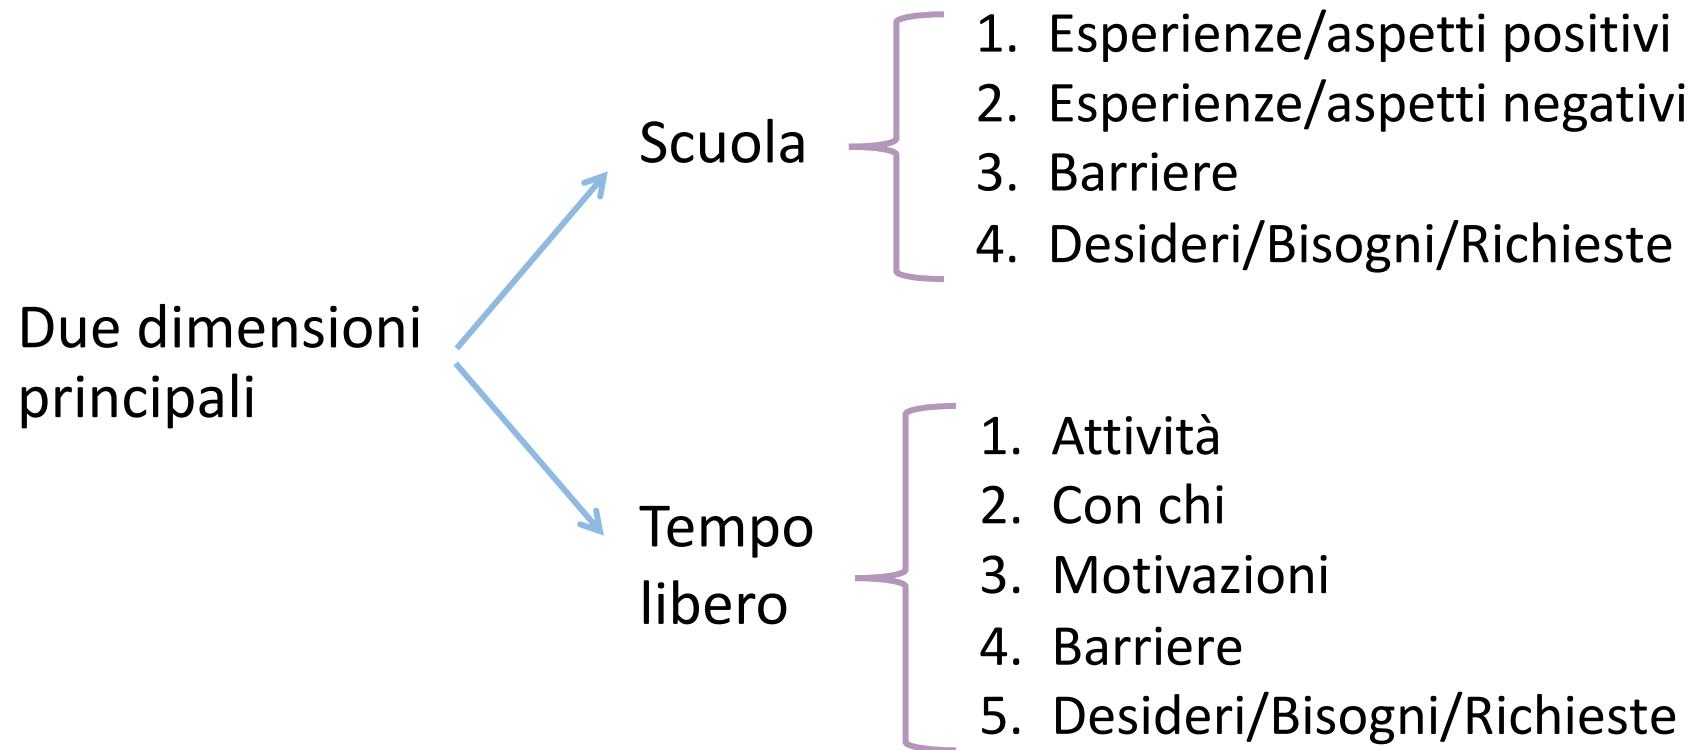 Due dimensioni
principali
Scuola
1. Esperienze/aspetti positivi
2. Esperienze/aspetti negativi
3. Barriere
4. Desideri/Bisogni/Richieste
Tempo
libero
1. Attività
2. Con chi
3. Motivazioni
4. Barriere
5. Desideri/Bisogni/Richieste